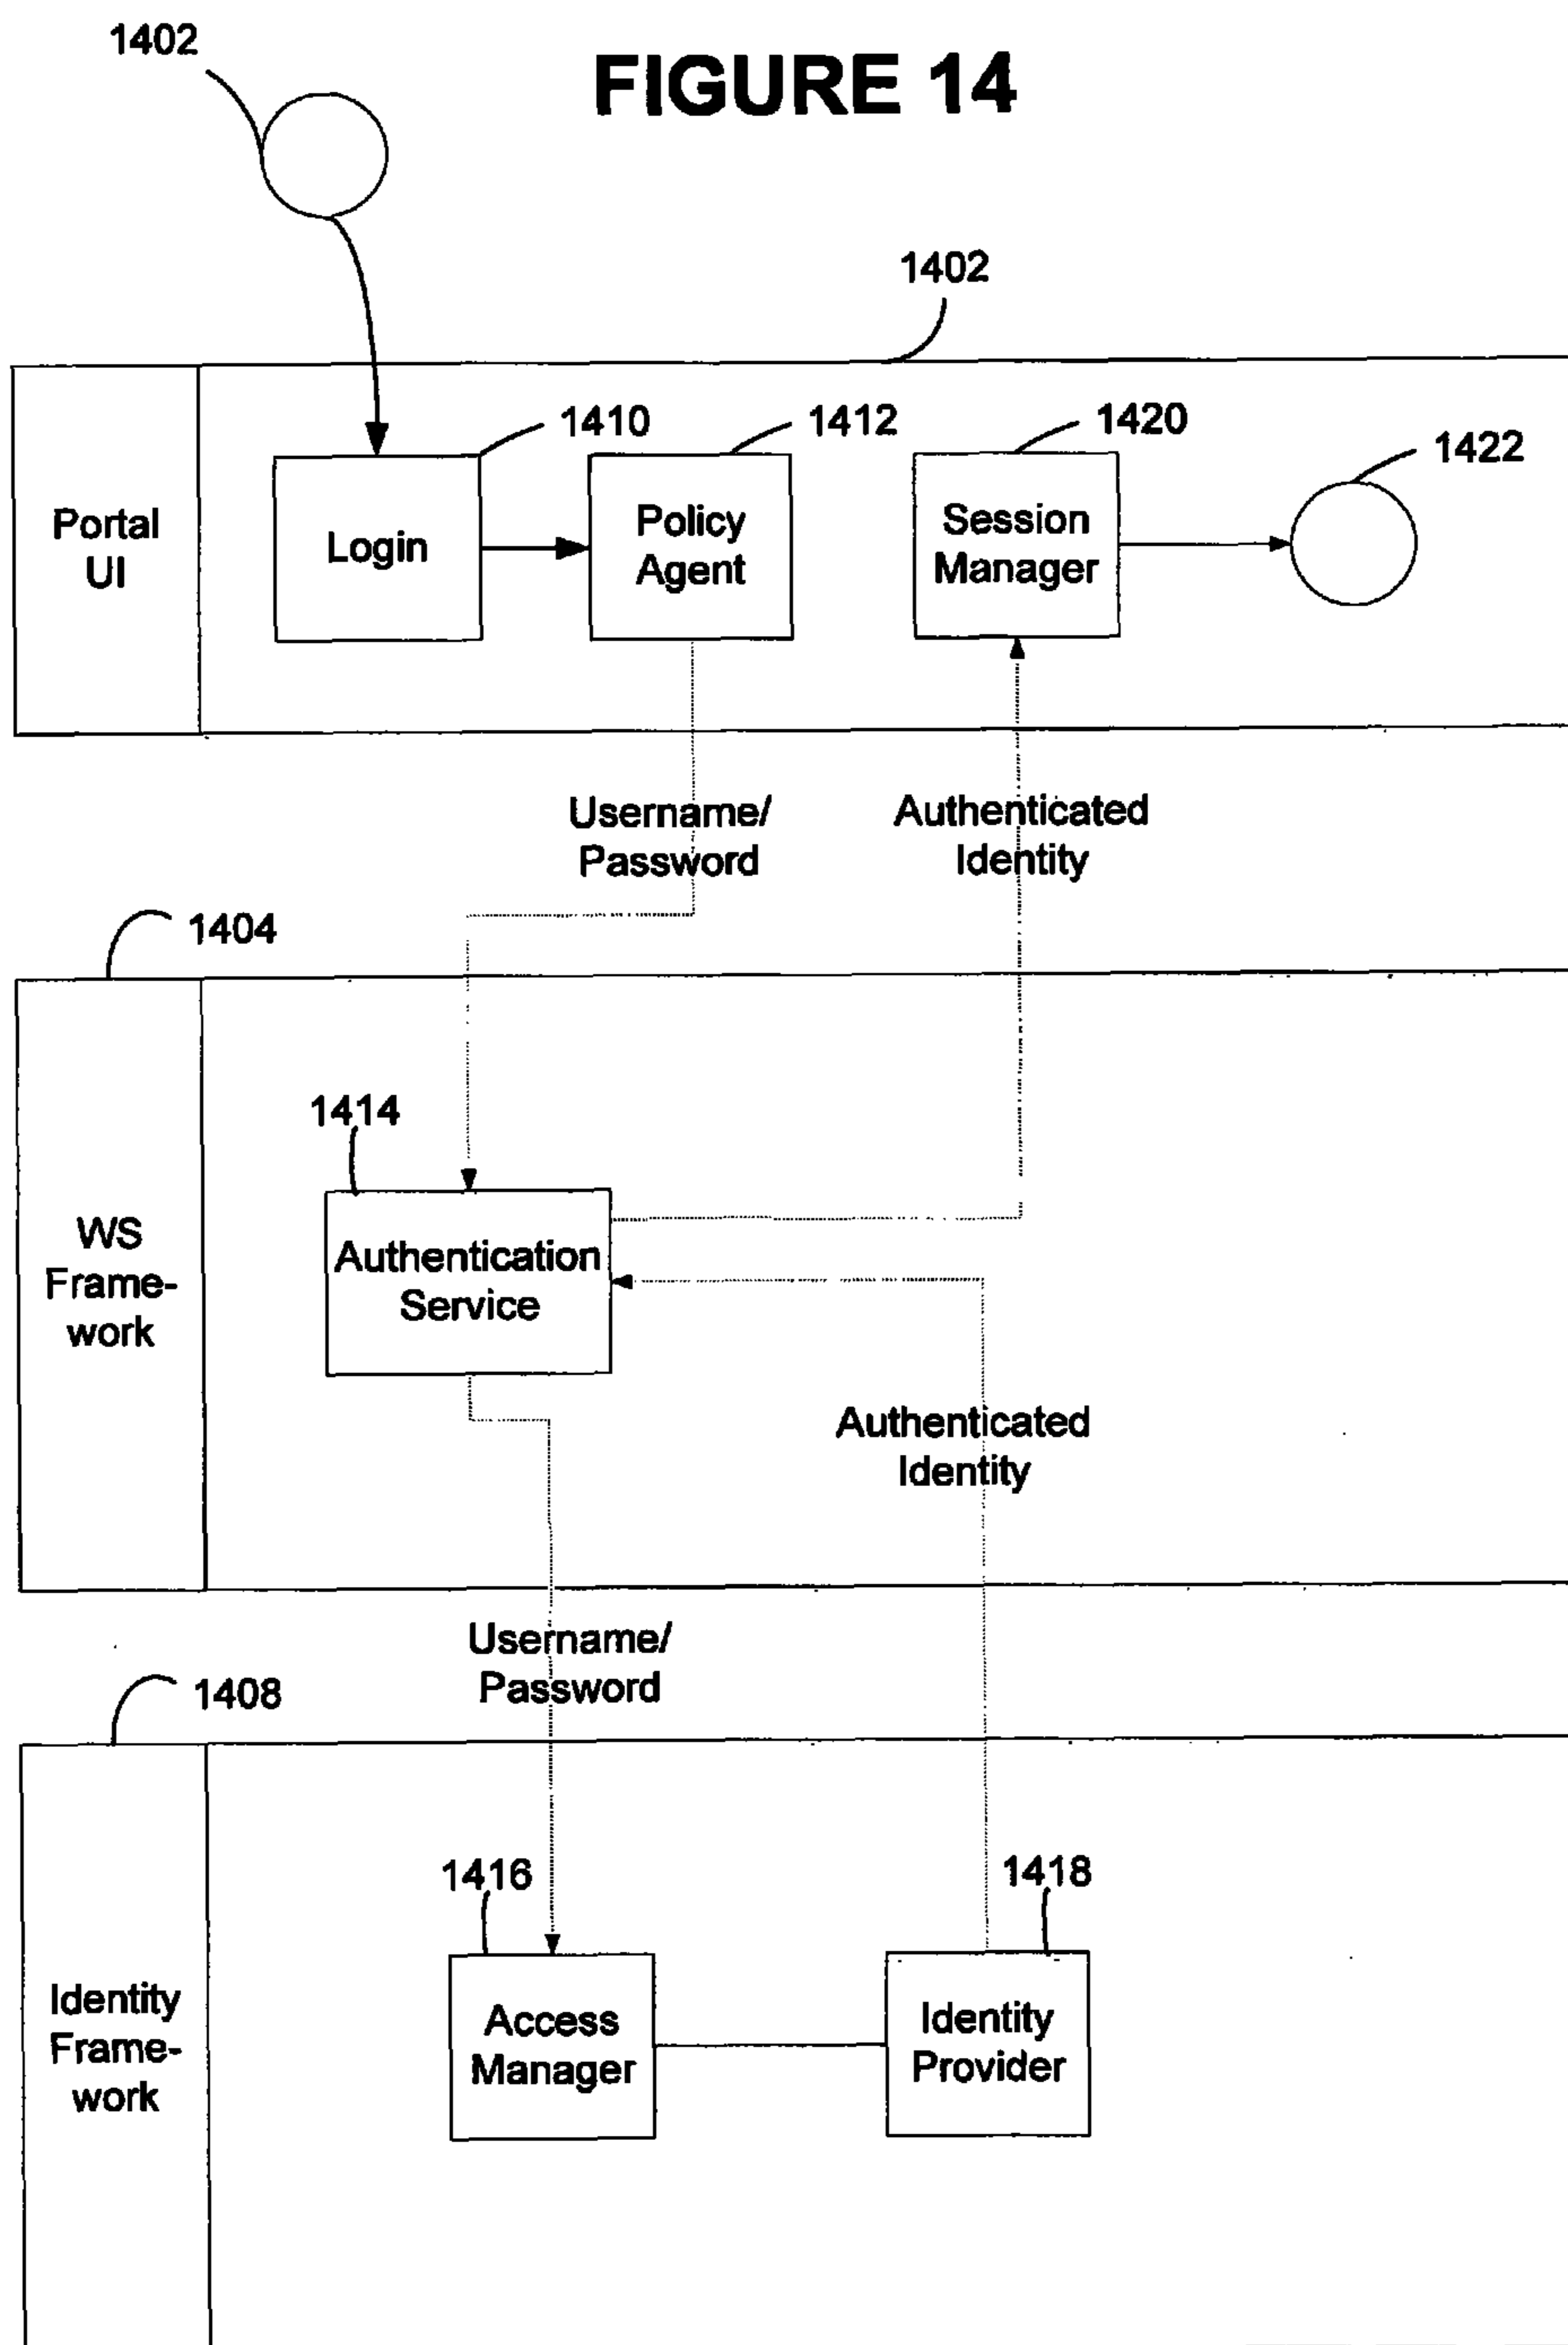 1402
FIGURE 14
1402
1410
1412
1420
1422
Portal
UI
Login
Policy
Agent
Session
Manager
Username/
Password
Authenticated
Identity
1404
1414
WS
Frame-
work
Authentication
Service
Authenticated
Identity
Username/
Password
1408
1416
1418
Identity
Frame-
work
Access
Manager
Identity
Provider